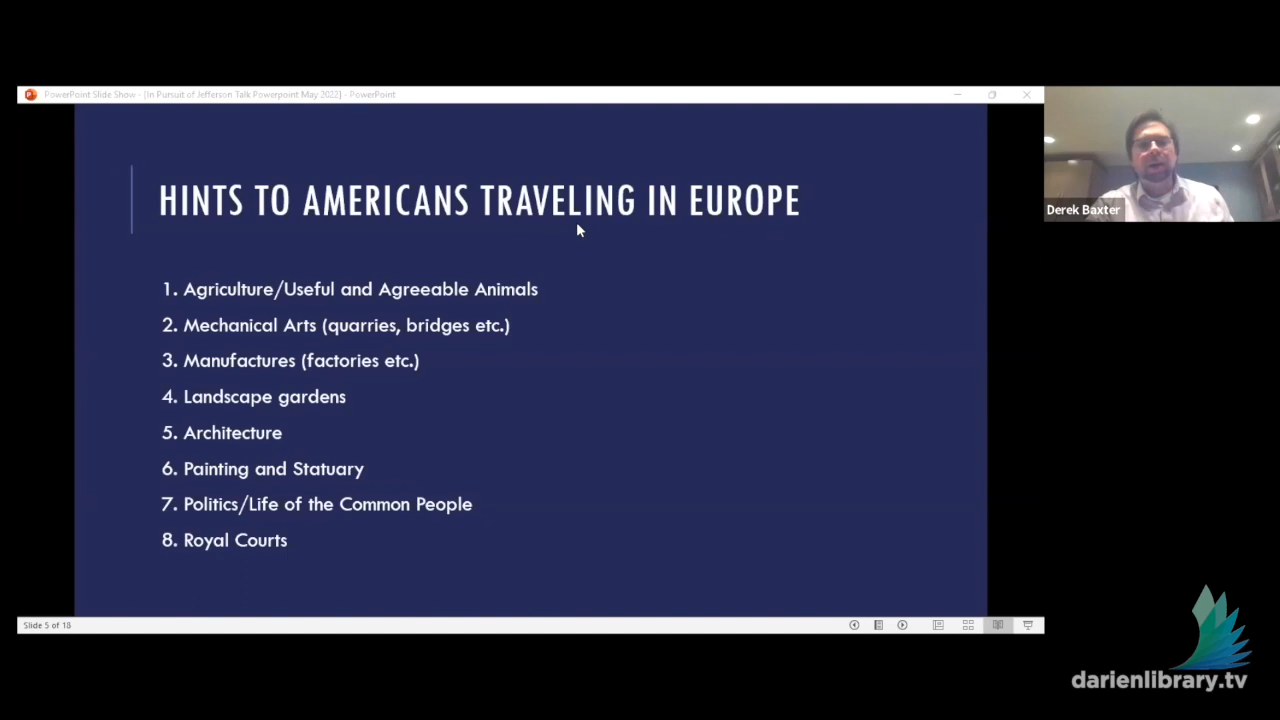 PowerPoint Slide Show - [In Pursuit of Jefferson Talk Powerpoint May 2022] - PowerPoint
HINTS TO AMERICANS TRAVELING IN EUROPE
1. Agriculture/Useful and Agreeable Animals
2. Mechanical Arts (quarries, bridges etc.)
3. Manufactures (factories etc.)
4. Landscape gardens
5. Architecture
6. Painting and Statuary
7. Politics/Life of the Common People
8. Royal Courts
Slide 5 of 18
Derek Baxter
darienlibrary.tv